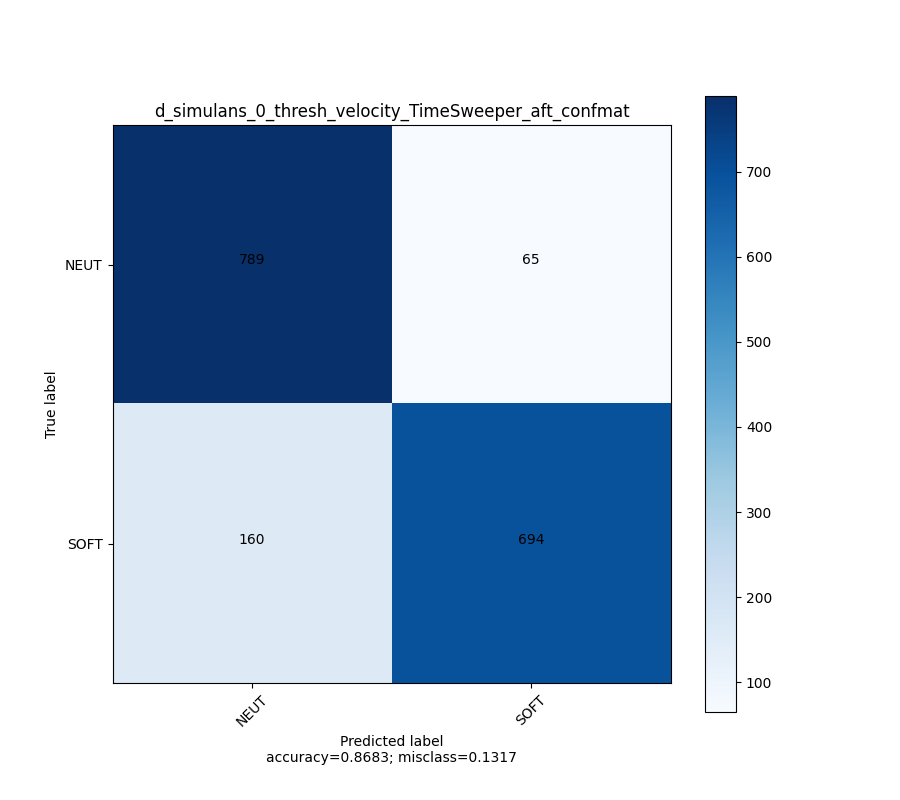 d_simulans_0_thresh_velocity_TimeSweeper_aft_confmat
NEUT
789
65
SOFT
160
694
True label
NEUT
SOFT
Predicted label
accuracy=0.8683; misclass=0.1317
700
600
500
400
300
200
100